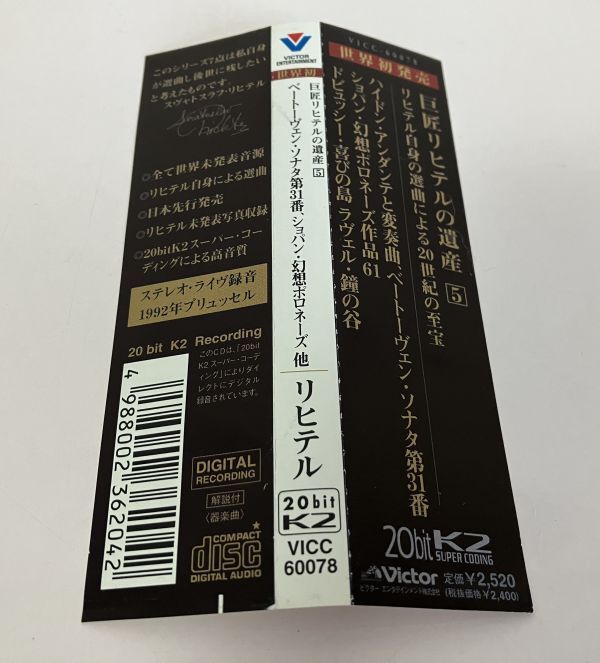 VICC-60078
世界初発売
巨匠リヒテルの遺産 5
リヒテル自身の選曲による20世紀の至宝
ハイドン・アンダンテと変奏曲、ベートーヴェン・ソナタ第31番
ショパン・幻想ポロネーズ作品61
ドビュッシー・喜びの島 ラヴェル・鐘の谷
20bit K2
SUPER CODING
Victor
ビクター エンタテインメント株式会社
定価¥2,520
(税抜価格¥2,400)
VICTOR
ENTERTAINMENT
世界初
巨匠リヒテルの遺産 5
ベートーヴェン・ソナタ第31番、ショパン・幻想ポロネーズ 他
リヒテル
20bit
K2
VICC
60078
このシリーズ7点は私自身
が選曲し後世に残したい
と考えたものです。
スヴャトスラフ・リヒテル
◎全て世界未発表音源
◎リヒテル自身による選曲
◎日本先行発売
◎リヒテル未発表写真収録
◎20bitK2スーパー・コー
ディングによる高音質
ステレオ・ライヴ録音
1992年ブリュッセル
20 bit K2 Recording
このCDは、「20bit
K2スーパー・コーディ
ング」によりダイ
レクトにデジタル
録音されています。
4 988002 362042
DIGITAL
RECORDING
解説付
〈器楽曲〉
COMPACT
disc
DIGITAL AUDIO